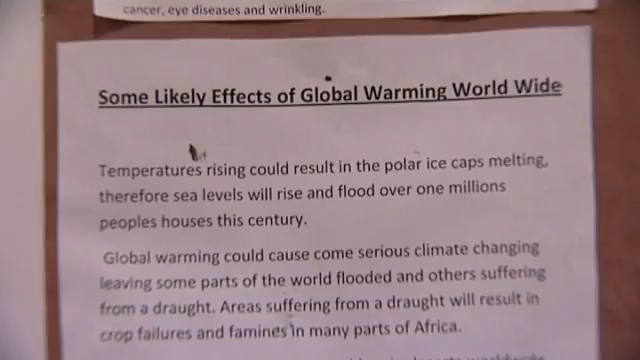 cancer, eye diseases and wrinkling.
Some Likely Effects of Global Warming World Wide
Temperatures rising could result in the polar ice caps melting,
therefore sea levels will rise and flood over one millions
peoples houses this century.
Global warming could cause come serious climate changing
leaving some parts of the world flooded and others suffering
from a draught. Areas suffering from a draught will result in
crop failures and famines in many parts of Africa.